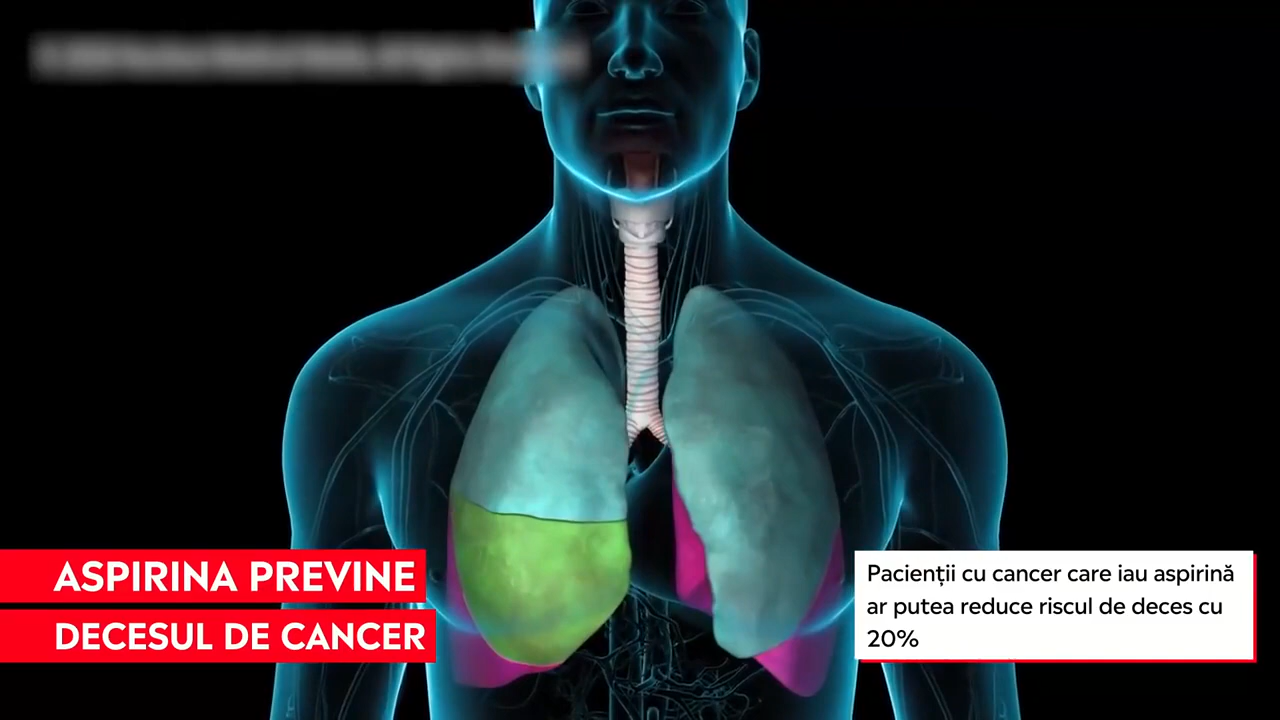 ASPIRINA PREVINE
DECESUL DE CANCER
Pacienții cu cancer care iau aspirină
ar putea reduce riscul de deces cu
20%